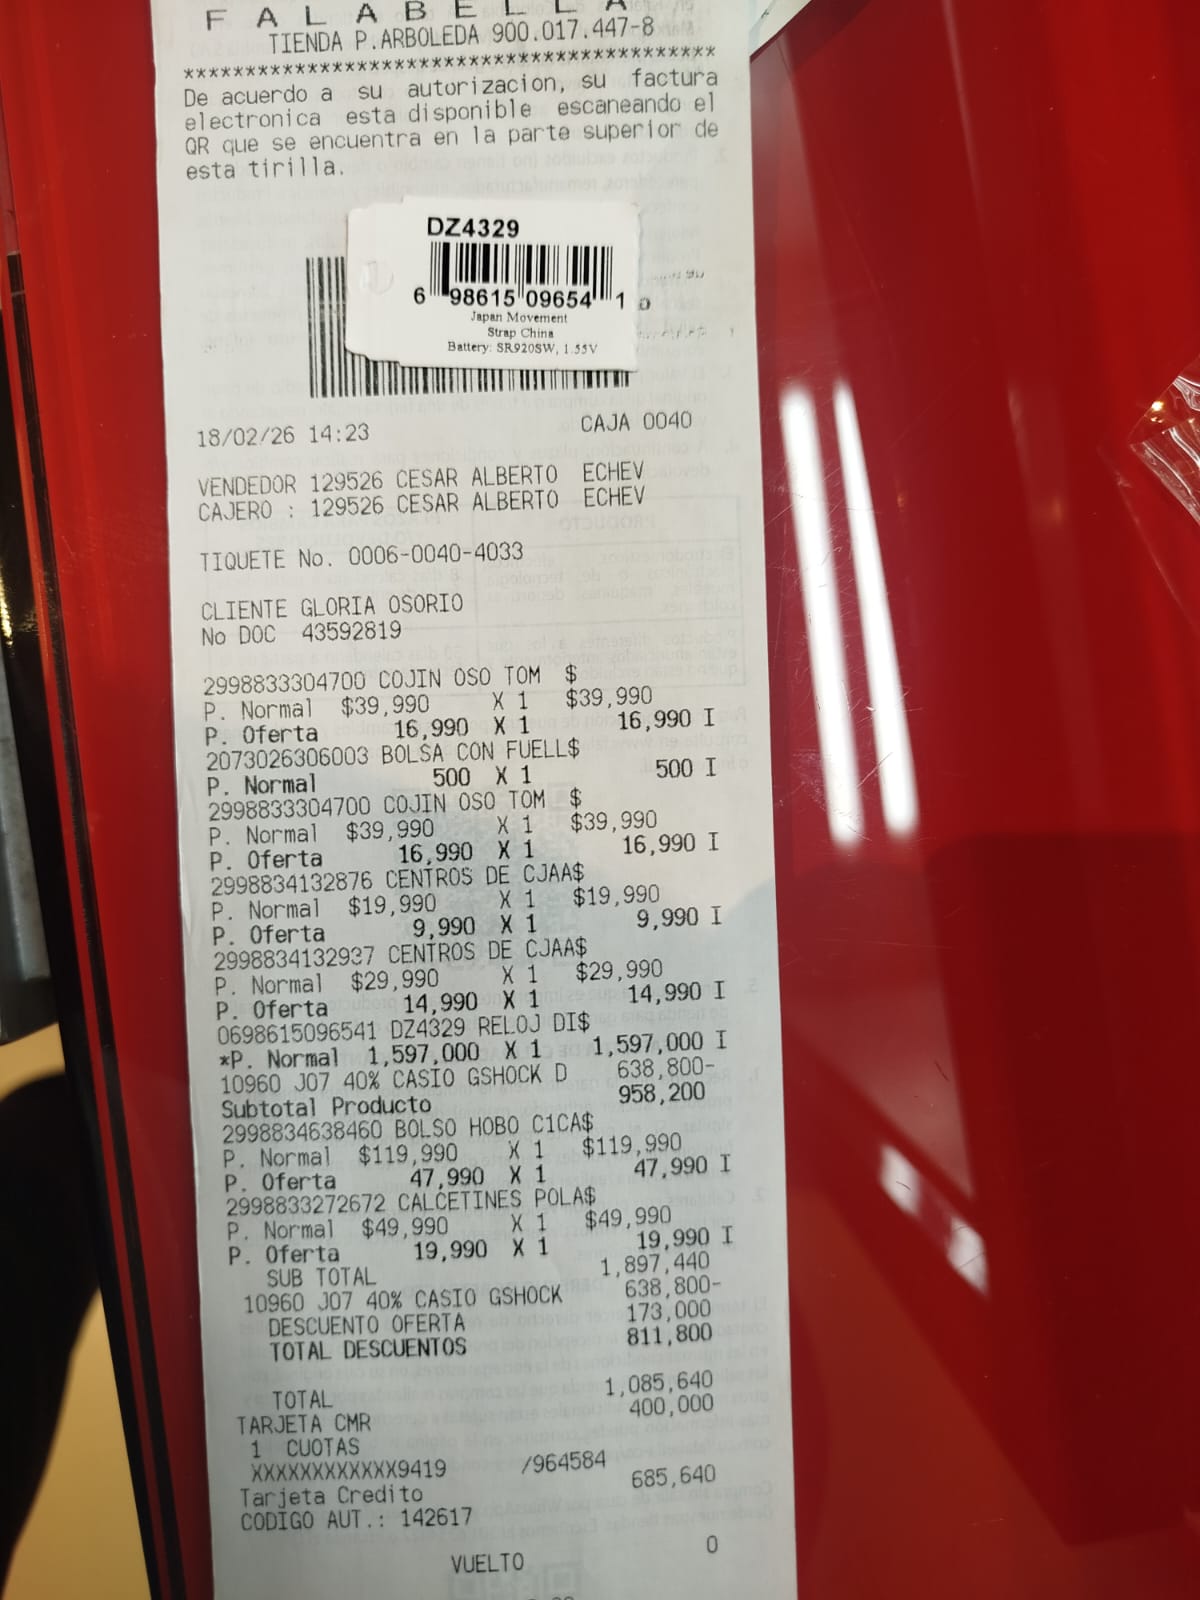 FALABELLA
TIENDA P.ARBOLEDA 900.017.447-8
******************************************
De acuerdo a su autorizacion, su factura
electronica esta disponible escaneando el
QR que se encuentra en la parte superior de
esta tirilla.
DZ4329
6 98615 09654 1
Japan Movement
Strap China
Battery: SR920SW, 1.55V
18/02/26 14:23 CAJA 0040
VENDEDOR 129526 CESAR ALBERTO ECHEV
CAJERO : 129526 CESAR ALBERTO ECHEV
TIQUETE No. 0006-0040-4033
CLIENTE GLORIA OSORIO
No DOC 43592819
2998833304700 COJIN OSO TOM $
P. Normal $39,990 X 1 $39,990
P. Oferta 16,990 X 1 16,990 I
2073026306003 BOLSA CON FUELL$
P. Normal 500 X 1 500 I
2998833304700 COJIN OSO TOM $
P. Normal $39,990 X 1 $39,990
P. Oferta 16,990 X 1 16,990 I
2998834132876 CENTROS DE CJAA$
P. Normal $19,990 X 1 $19,990
P. Oferta 9,990 X 1 9,990 I
2998834132937 CENTROS DE CJAA$
P. Normal $29,990 X 1 $29,990
P. Oferta 14,990 X 1 14,990 I
0698615096541 DZ4329 RELOJ DI$
*P. Normal 1,597,000 X 1 1,597,000 I
10960 J07 40% CASIO GSHOCK D 638,800-
Subtotal Producto 958,200
2998834638460 BOLSO HOBO C1CA$
P. Normal $119,990 X 1 $119,990
P. Oferta 47,990 X 1 47,990 I
2998833272672 CALCETINES POLA$
P. Normal $49,990 X 1 $49,990
P. Oferta 19,990 X 1 19,990 I
SUB TOTAL 1,897,440
10960 J07 40% CASIO GSHOCK 638,800-
DESCUENTO OFERTA 173,000
TOTAL DESCUENTOS 811,800
TOTAL 1,085,640
TARJETA CMR 400,000
1 CUOTAS
XXXXXXXXXXXX9419 /964584
Tarjeta Credito 685,640
CODIGO AUT.: 142617
VUELTO 0